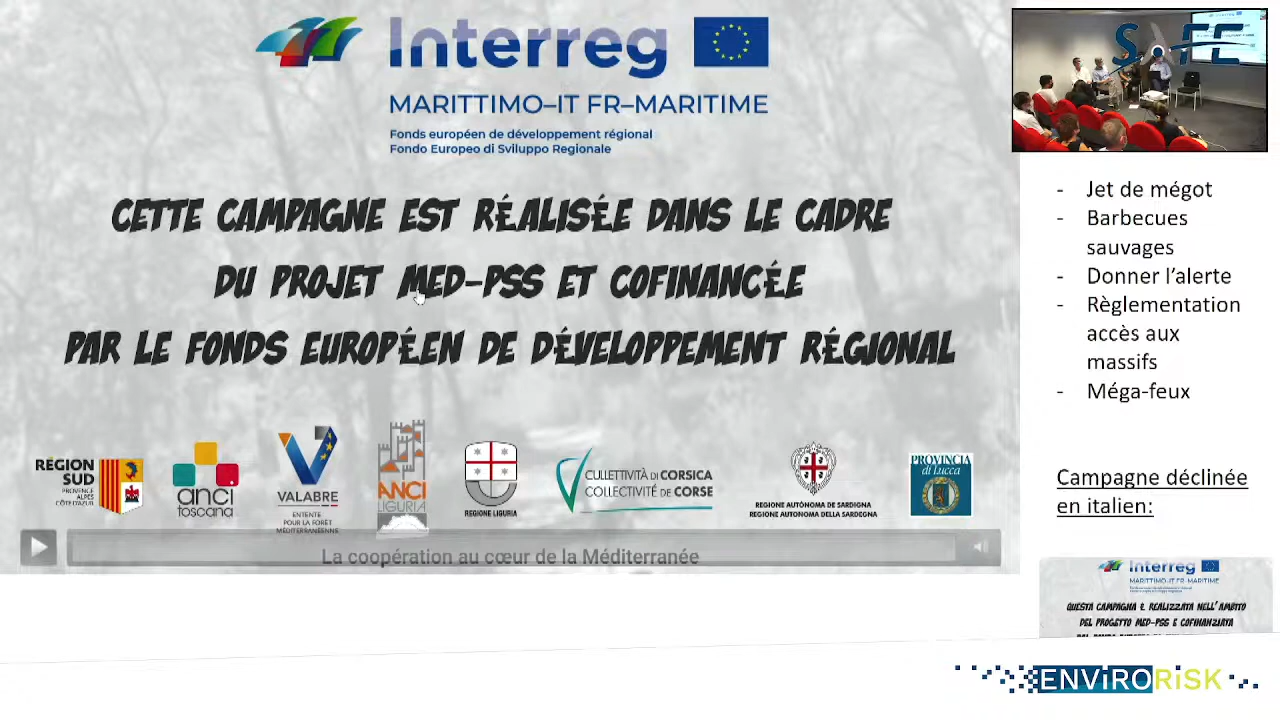 Interreg
MARITTIMO–IT FR–MARITIME
Fonds européen de développement régional
Fondo Europeo di Sviluppo Regionale
CETTE CAMPAGNE EST RÉALISÉE DANS LE CADRE
DU PROJET MED-PSS ET COFINANCÉE
PAR LE FONDS EUROPÉEN DE DÉVELOPPEMENT RÉGIONAL
RÉGION
SUD
PROVENCE
ALPES
CÔTE D'AZUR
anci
toscana
VALABRE
ENTENTE
POUR LA FORÊT
MÉDITERRANÉENNE
ANCI
LIGURIA
REGIONE LIGURIA
CULLETTIVITÀ DI CORSICA
COLLECTIVITÉ DE CORSE
REGIONE AUTÒNOMA DE SARDIGNA
REGIONE AUTONOMA DELLA SARDEGNA
PROVINCIA
di Lucca
La coopération au cœur de la Méditerranée
SAFE
- Jet de mégot
- Barbecues
sauvages
- Donner l'alerte
- Règlementation
accès aux
massifs
- Méga-feux
Campagne déclinée
en italien:
Interreg
MARITTIMO–IT FR–MARITIME
QUESTA CAMPAGNA È REALIZZATA NELL'AMBITO
DEL PROGETTO MED-PSS E COFINANZIATA
ENViRORiSK